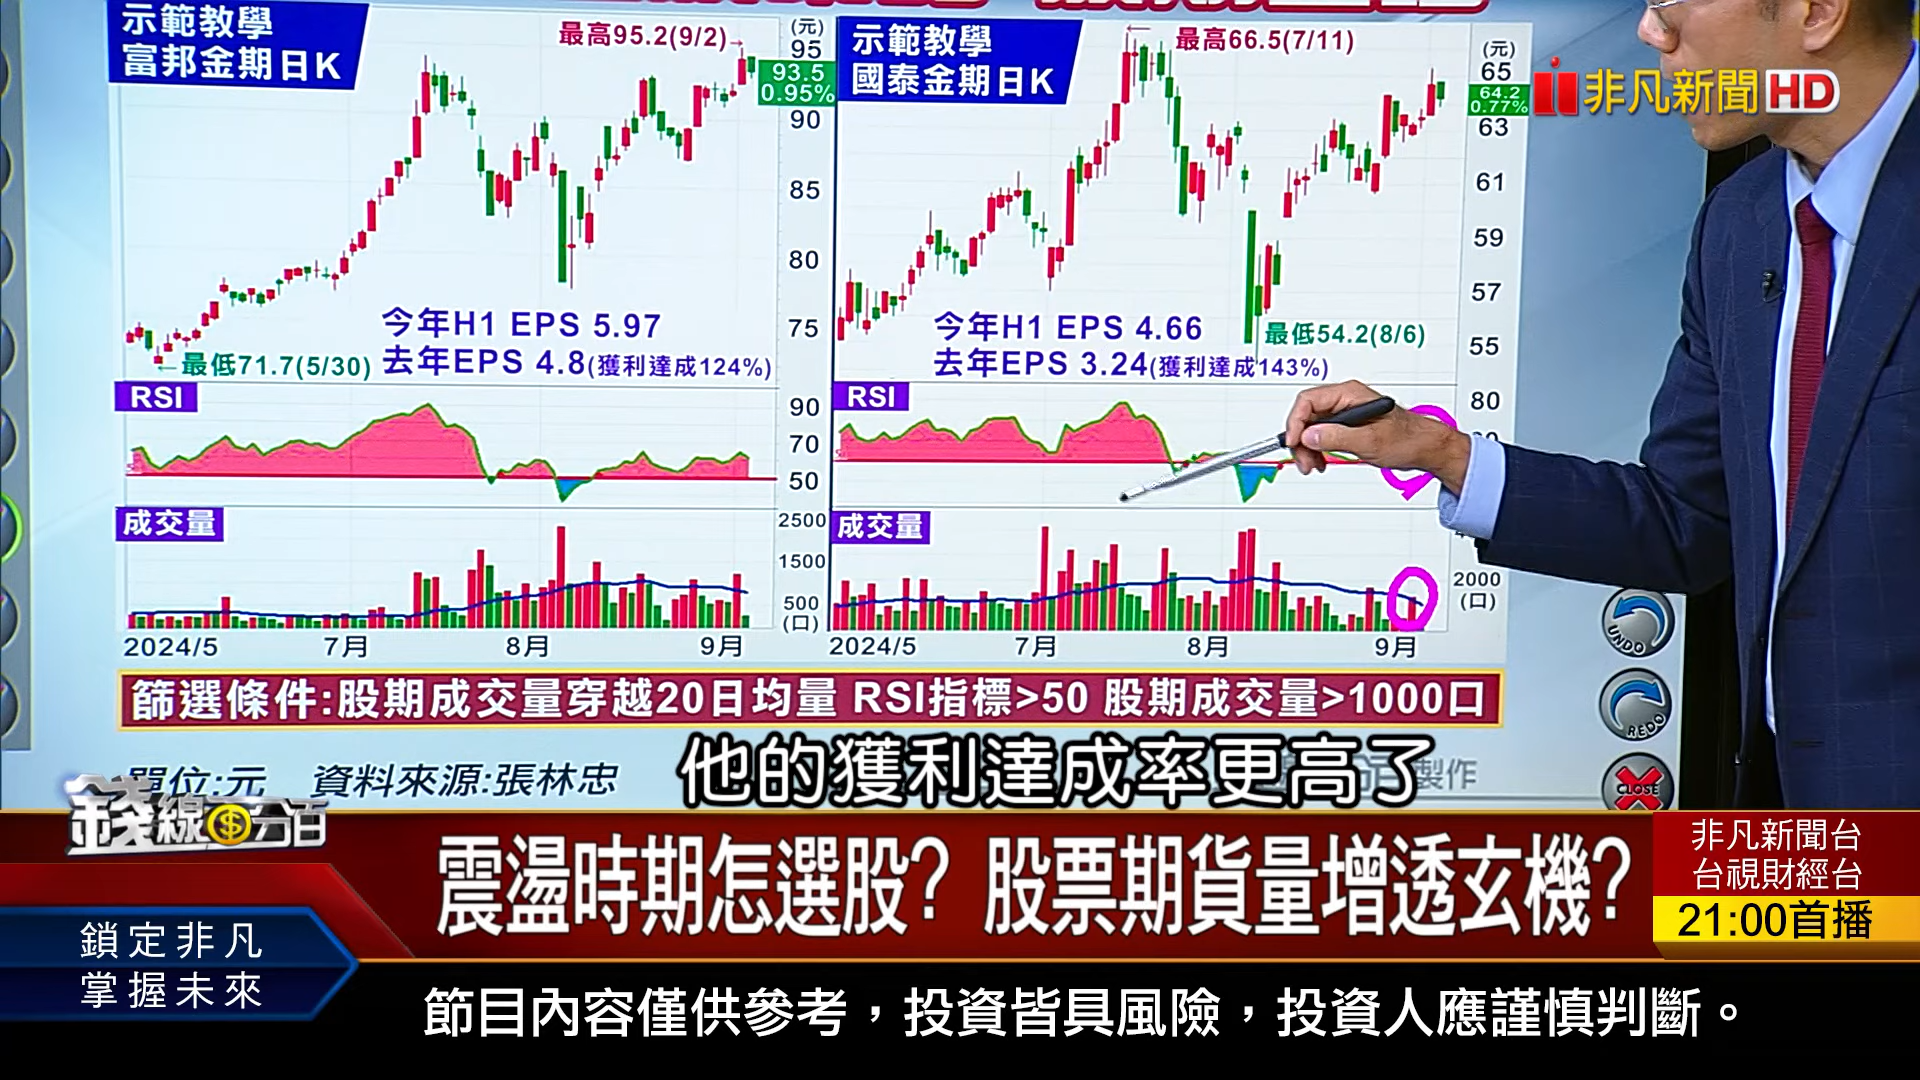 示範教學
富邦金期日K
最高95.2(9/2)→
(元)
95
93.5
0.95%
90
85
80
75
今年H1 EPS 5.97
去年EPS 4.8(獲利達成124%)
←最低71.7(5/30)
RSI
90
70
50
成交量
2500
1500
500
(口)
2024/5
7月
8月
9月
示範教學
國泰金期日K
←最高66.5(7/11)
(元)
65
64.2
0.77%
63
61
59
57
55
今年H1 EPS 4.66
去年EPS 3.24(獲利達成143%)
最低54.2(8/6)
RSI
80
成交量
2000
(口)
2024/5
7月
8月
9月
非凡新聞HD
UNDO
REDO
CLOSE
篩選條件:股期成交量穿越20日均量 RSI指標>50 股期成交量>1000口
單位:元 資料來源:張林忠
製作
他的獲利達成率更高了
錢線百分百
震盪時期怎選股? 股票期貨量增透玄機?
非凡新聞台
台視財經台
21:00首播
鎖定非凡
掌握未來
節目內容僅供參考，投資皆具風險，投資人應謹慎判斷。